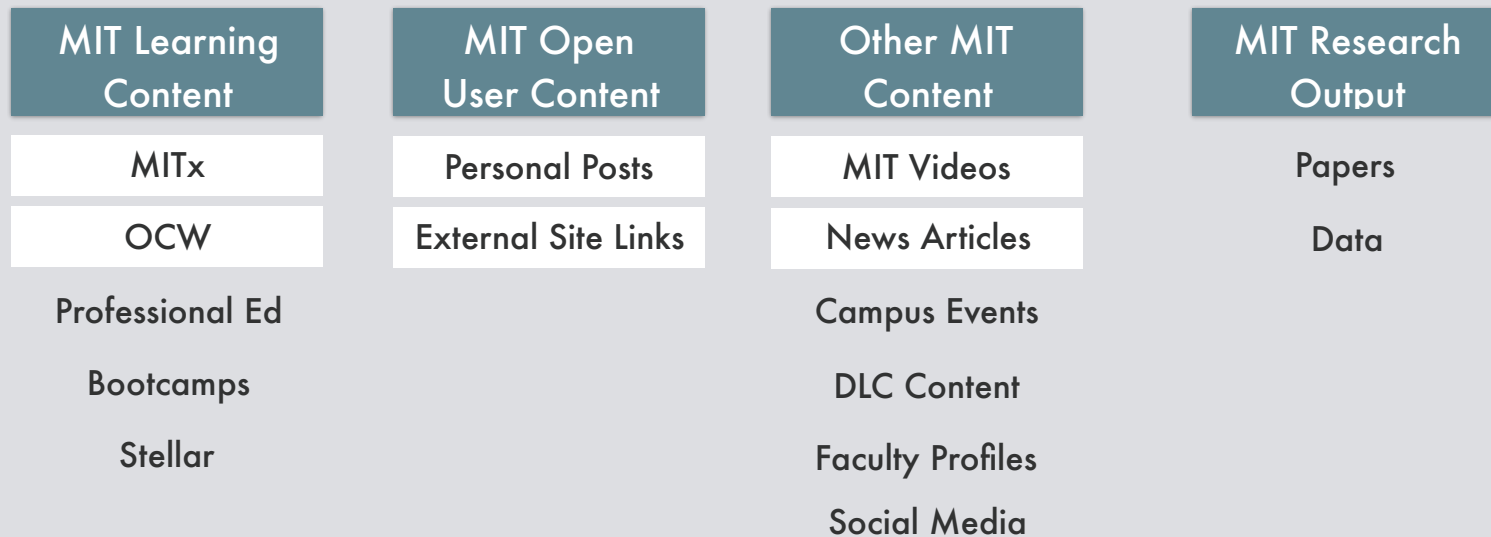 MIT Learning
Content
MITx
OCW
Professional Ed
Bootcamps
Stellar
MIT Open
User Content
Personal Posts
External Site Links
Other MIT
Content
MIT Videos
News Articles
Campus Events
DLC Content
Faculty Profiles
Social Media
MIT Research
Output
Papers
Data